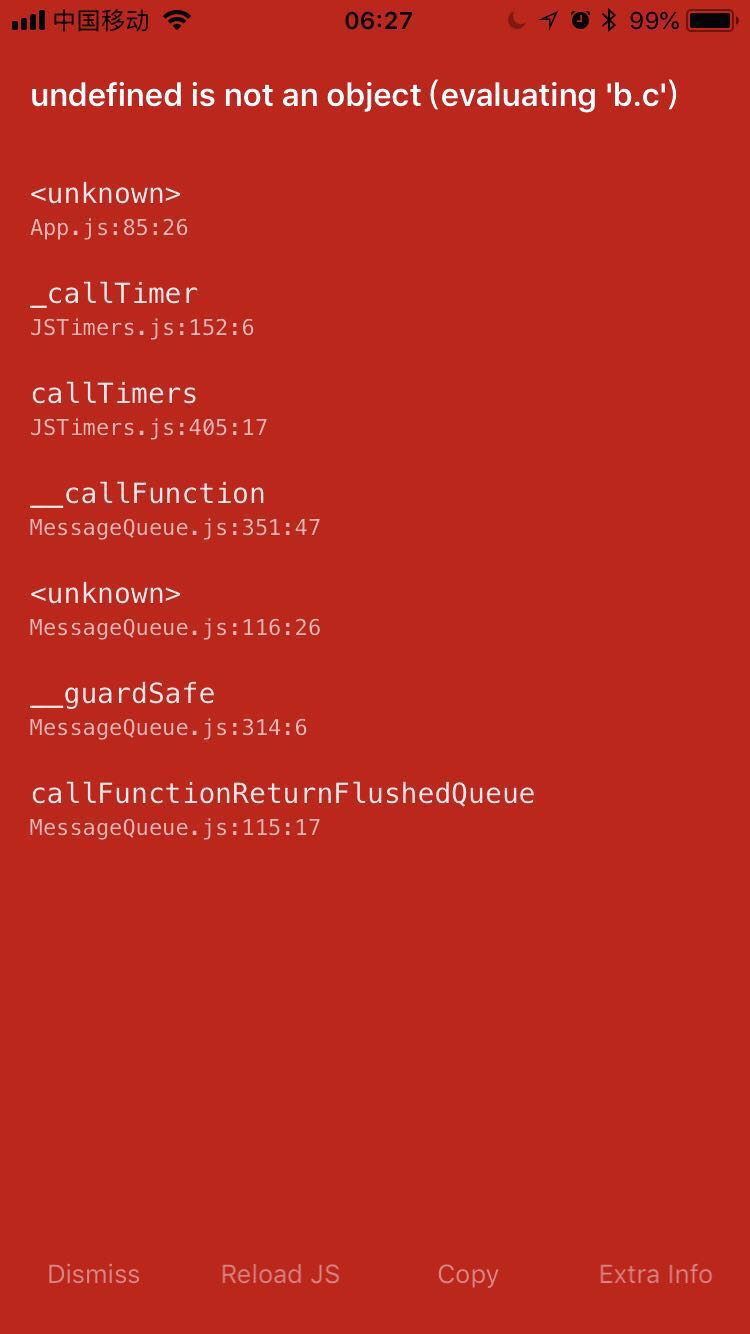 中国移动 06:27 99%
undefined is not an object (evaluating 'b.c')
<unknown>
App.js:85:26
_callTimer
JSTimers.js:152:6
callTimers
JSTimers.js:405:17
__callFunction
MessageQueue.js:351:47
<unknown>
MessageQueue.js:116:26
__guardSafe
MessageQueue.js:314:6
callFunctionReturnFlushedQueue
MessageQueue.js:115:17
Dismiss Reload JS Copy Extra Info